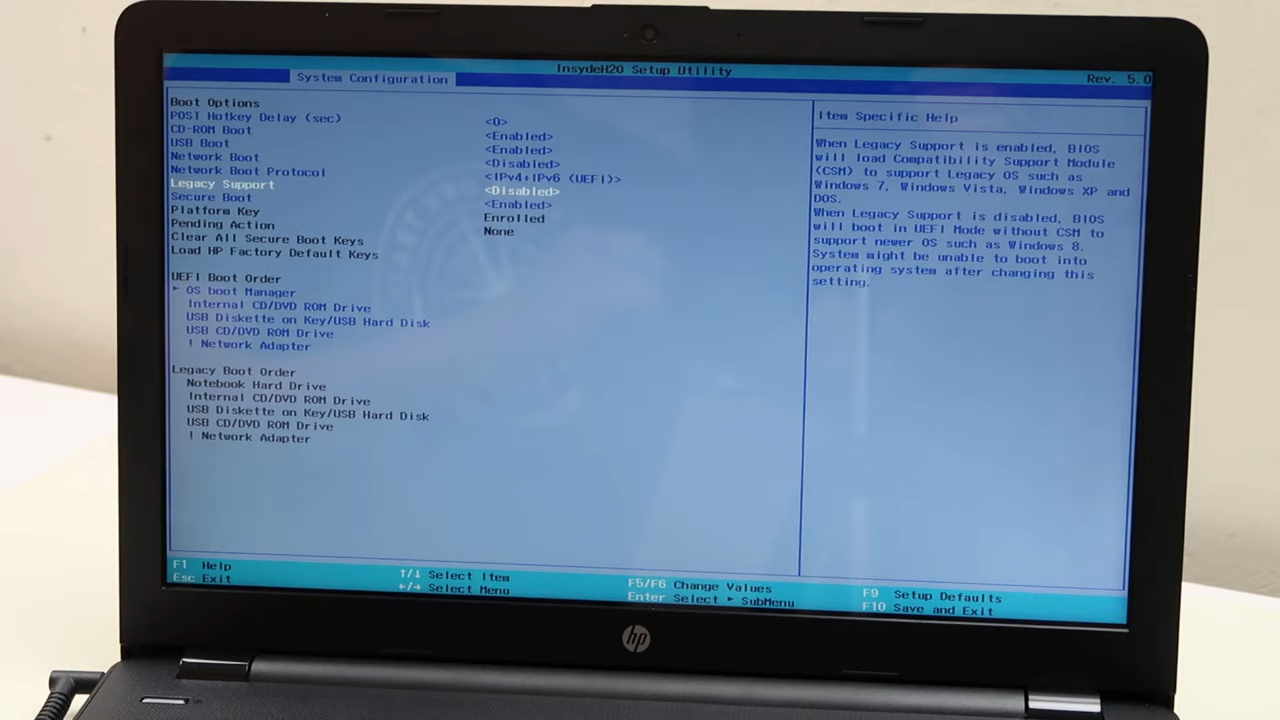 InsydeH20 Setup Utility
Rev. 5.0
System Configuration
Boot Options
POST Hotkey Delay (sec) <0>
CD-ROM Boot <Enabled>
USB Boot <Enabled>
Network Boot <Disabled>
Network Boot Protocol <IPv4+IPv6 (UEFI)>
Legacy Support <Disabled>
Secure Boot <Enabled>
Platform Key Enrolled
Pending Action None
Clear All Secure Boot Keys
Load HP Factory Default Keys
UEFI Boot Order
► OS boot Manager
Internal CD/DVD ROM Drive
USB Diskette on Key/USB Hard Disk
USB CD/DVD ROM Drive
! Network Adapter
Legacy Boot Order
Notebook Hard Drive
Internal CD/DVD ROM Drive
USB Diskette on Key/USB Hard Disk
USB CD/DVD ROM Drive
! Network Adapter
Item Specific Help
When Legacy Support is enabled, BIOS
will load Compatibility Support Module
(CSM) to support Legacy OS such as
Windows 7, Windows Vista, Windows XP and
DOS.
When Legacy Support is disabled, BIOS
will boot in UEFI Mode without CSM to
support newer OS such as Windows 8.
System might be unable to boot into
operating system after changing this
setting.
F1 Help
Esc Exit
↑/↓ Select Item
←/→ Select Menu
F5/F6 Change Values
Enter Select ► SubMenu
F9 Setup Defaults
F10 Save and Exit
hp